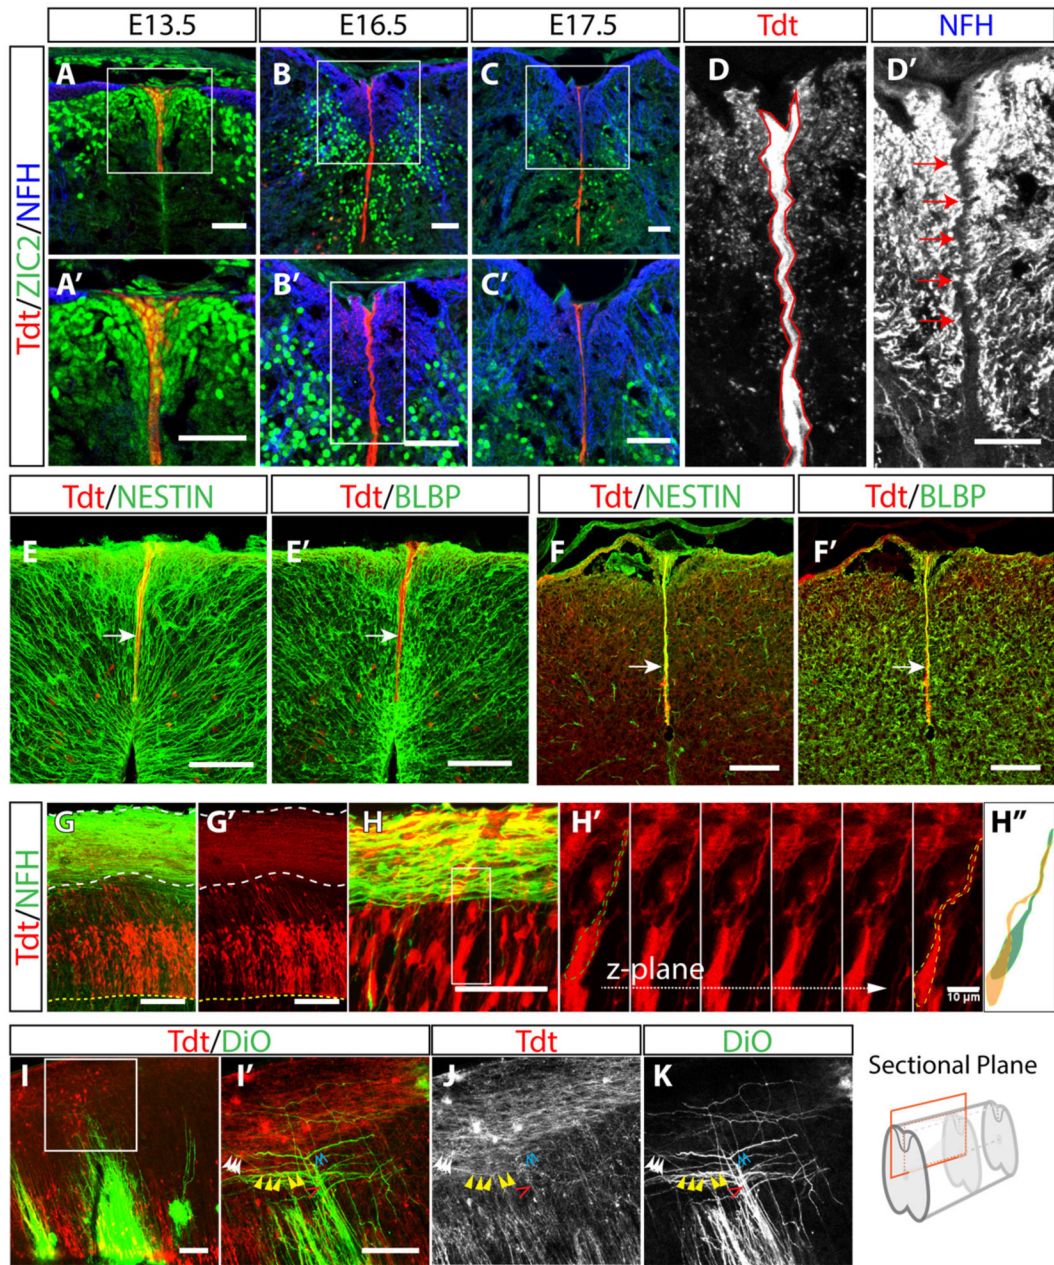 E13.5 E16.5 E17.5 Tdt NFH
Tdt/ZIC2/NFH
A B C D D'
A' B' C'
Tdt/NESTIN Tdt/BLBP Tdt/NESTIN Tdt/BLBP
E E' F F'
Tdt/NFH
G G' H H' H"
z-plane
10 µm
Tdt/DiO Tdt DiO
I I' J K
Sectional Plane